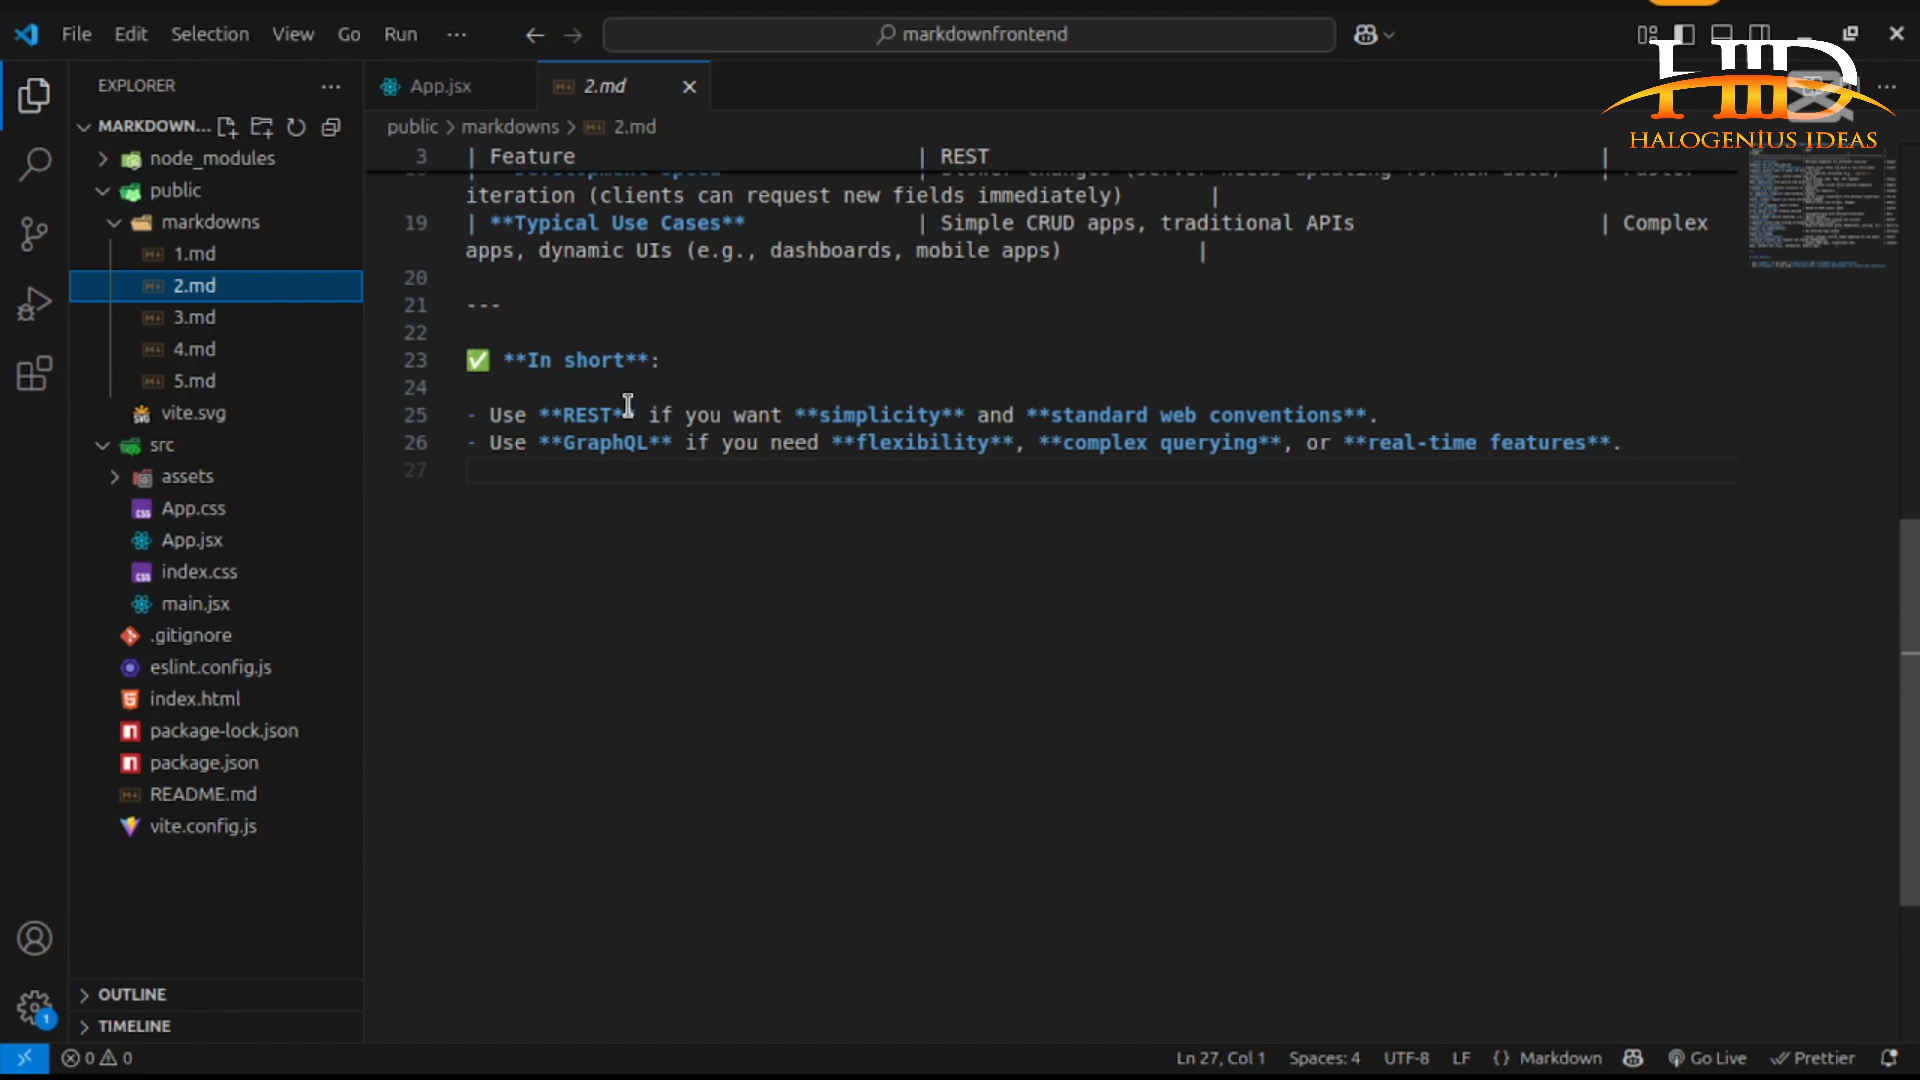 File Edit Selection View Go Run ··· markdownfrontend
HID
HALOGENIUS IDEAS
EXPLORER ···
App.jsx 2.md
MARKDOWN...
public > markdowns > 2.md
node_modules
public
markdowns
1.md
2.md
3.md
4.md
5.md
vite.svg
src
assets
App.css
App.jsx
index.css
main.jsx
.gitignore
eslint.config.js
index.html
package-lock.json
package.json
README.md
vite.config.js
OUTLINE
TIMELINE
3 | Feature | REST |
iteration (clients can request new fields immediately) |
19 | **Typical Use Cases** | Simple CRUD apps, traditional APIs | Complex
apps, dynamic UIs (e.g., dashboards, mobile apps) |
20
21 ---
22
23 ✅ **In short**:
24
25 - Use **REST** if you want **simplicity** and **standard web conventions**.
26 - Use **GraphQL** if you need **flexibility**, **complex querying**, or **real-time features**.
27
1
0 0 Ln 27, Col 1 Spaces: 4 UTF-8 LF {} Markdown Go Live Prettier